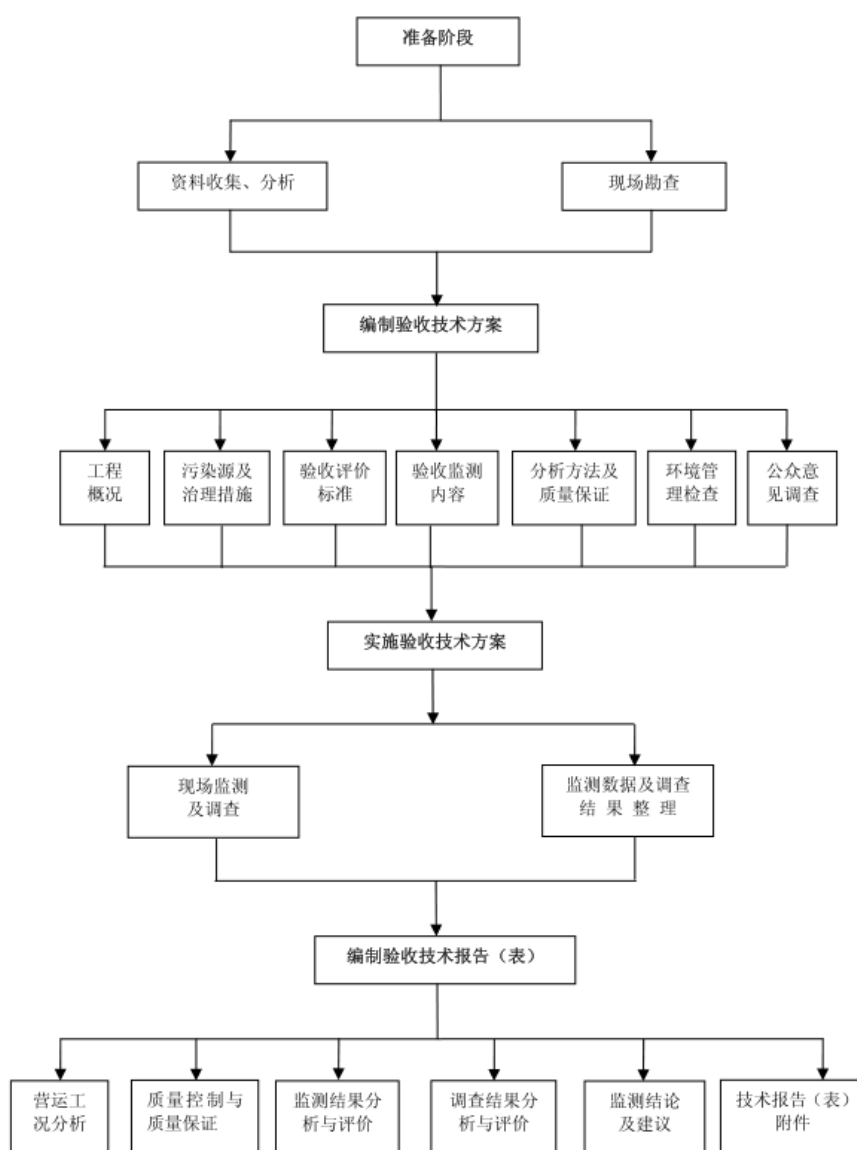 准备阶段
资料收集、分析
现场勘查
编制验收技术方案
工程
概况
污染源及
治理措施
验收评价
标准
验收监测
内容
分析方法及
质量保证
环境管
理检查
公众意
见调查
实施验收技术方案
现场监测
及调查
监测数据及调查
结 果 整 理
编制验收技术报告（表）
营运工
况分析
质量控制与
质量保证
监测结果分
析与评价
调查结果分
析与评价
监测结论
及建议
技术报告（表）
附件